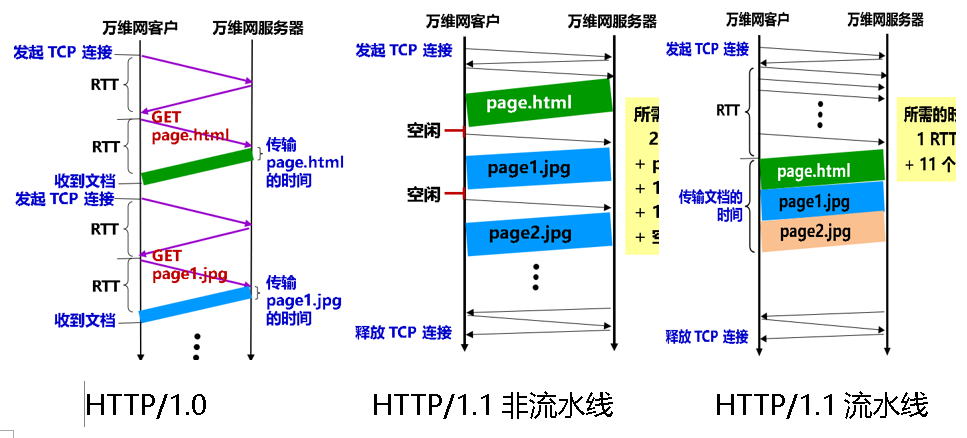 万维网客户 万维网服务器
发起 TCP 连接
RTT
GET
page.html
RTT
传输
page.html
的时间
收到文档
发起 TCP 连接
RTT
GET
page1.jpg
RTT
传输
page1.jpg
的时间
收到文档
HTTP/1.0
万维网客户 万维网服务器
发起 TCP 连接
page.html
空闲
page1.jpg
空闲
page2.jpg
释放 TCP 连接
所需
2
+
+ 1
+ 1
+
HTTP/1.1 非流水线
万维网客户 万维网服务器
发起 TCP 连接
RTT
page.html
传输文档的
时间
page1.jpg
page2.jpg
释放 TCP 连接
所需的
1 RTT
+ 11 个
HTTP/1.1 流水线